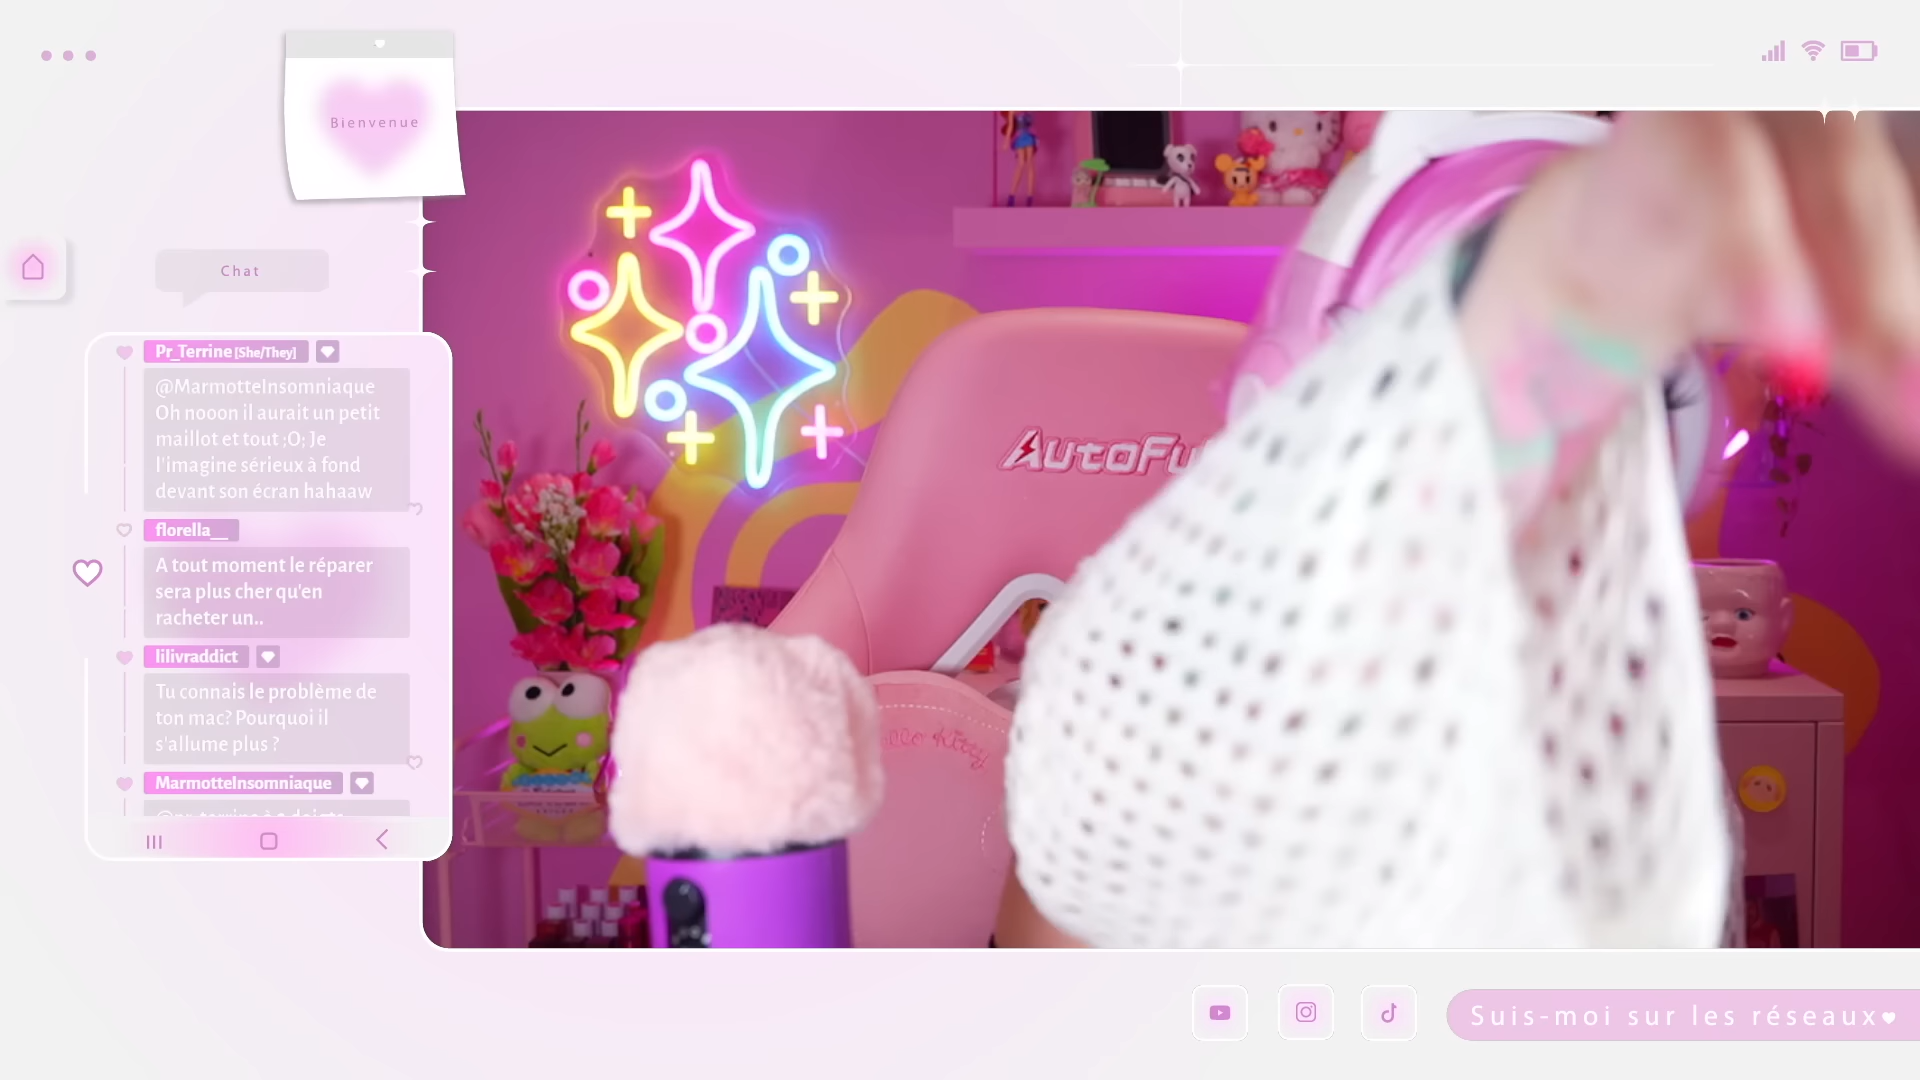 Bienvenue
Chat
Pr_Terrine [She/They]
@MarmotteInsomniaque
Oh nooon il aurait un petit
maillot et tout ;O; Je
l'imagine sérieux à fond
devant son écran hahaaw
florella__
A tout moment le réparer
sera plus cher qu'en
racheter un..
lilivraddict
Tu connais le problème de
ton mac? Pourquoi il
s'allume plus ?
MarmotteInsomniaque
AutoFu
Hello Kitty
Suis-moi sur les réseaux